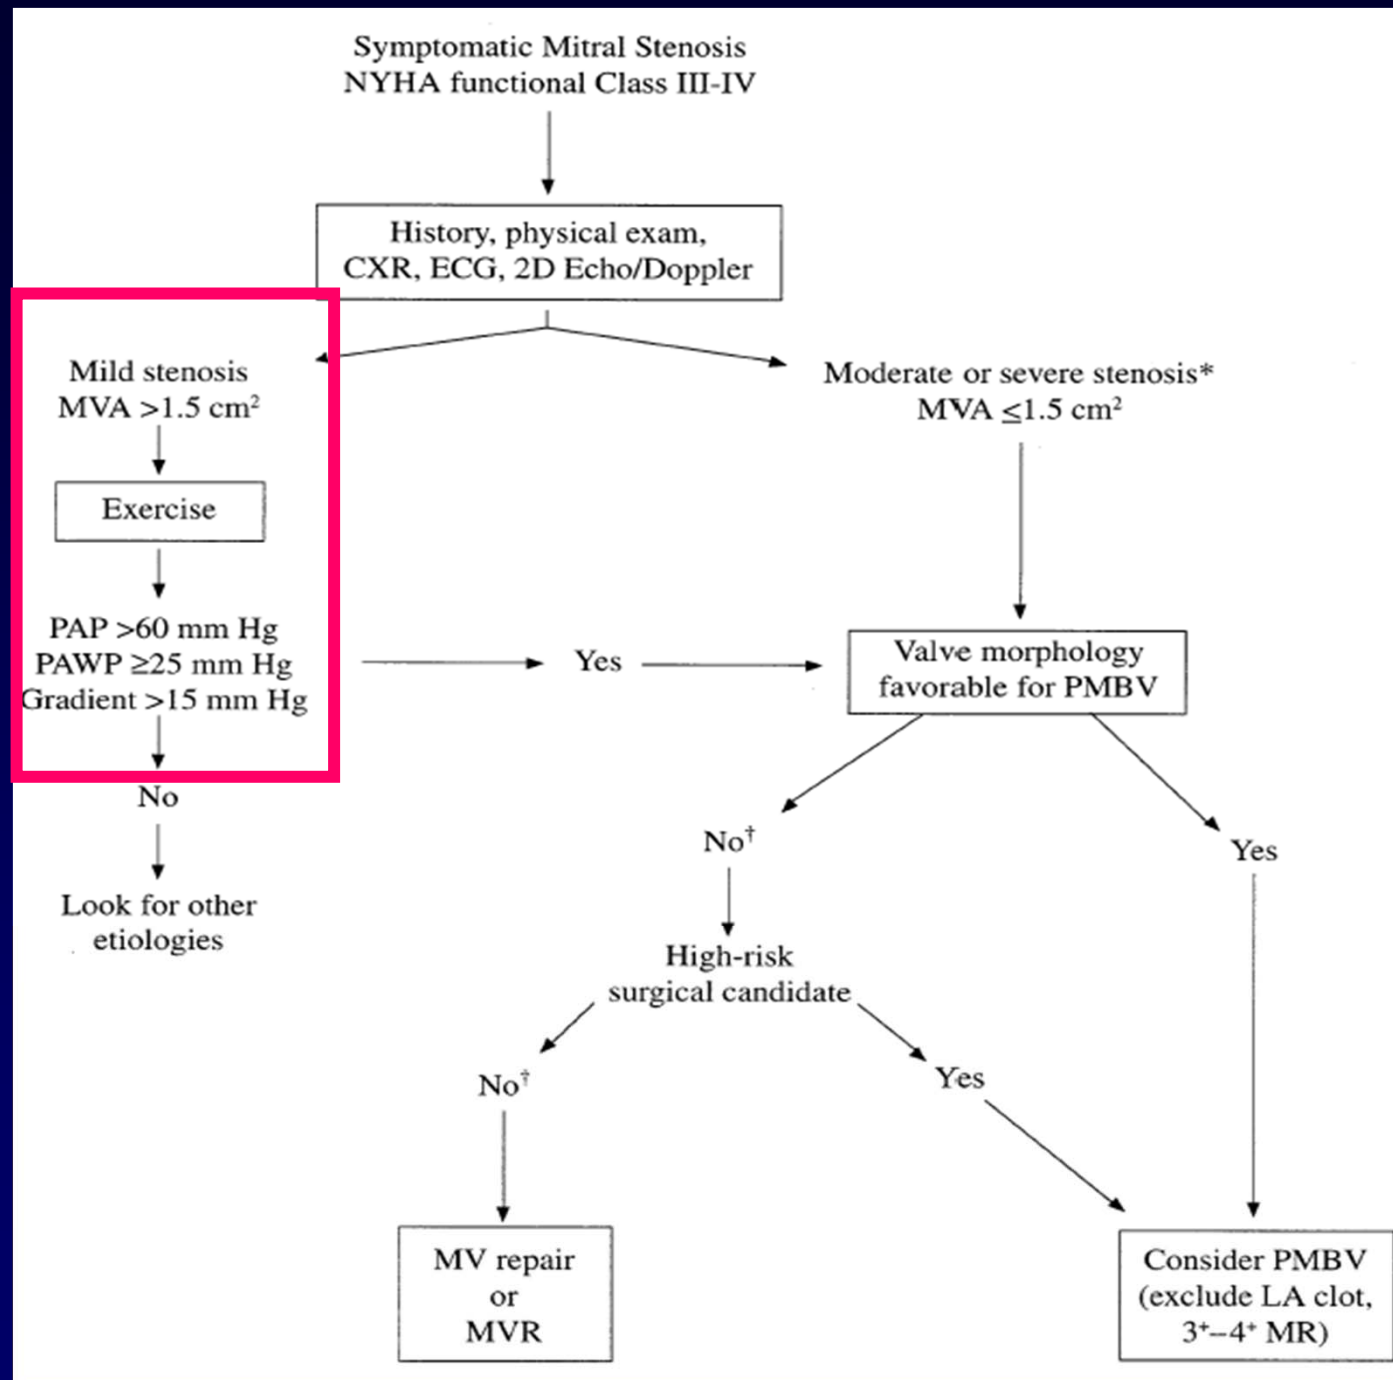 Symptomatic Mitral Stenosis
NYHA functional Class III-IV
History, physical exam,
CXR, ECG, 2D Echo/Doppler
Mild stenosis
MVA >1.5 cm²
Moderate or severe stenosis*
MVA ≤1.5 cm²
Exercise
PAP >60 mm Hg
PAWP ≥25 mm Hg
Gradient >15 mm Hg
Yes
Valve morphology
favorable for PMBV
No
Look for other
etiologies
No†
Yes
High-risk
surgical candidate
No†
Yes
MV repair
or
MVR
Consider PMBV
(exclude LA clot,
3⁺–4⁺ MR)